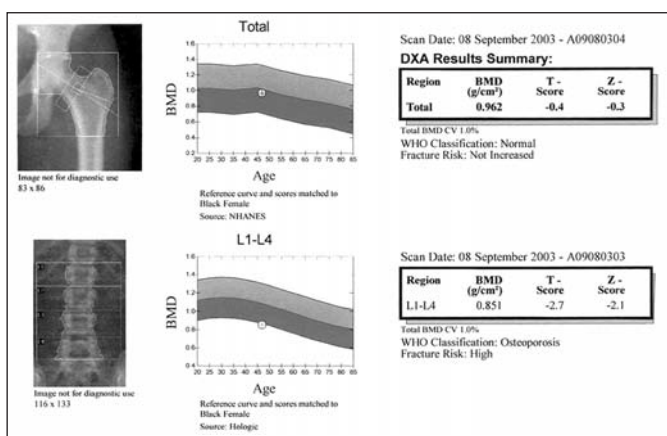 Total
1.6
1.4
1.2
1.0
0.8
0.6
0.4
0.2
BMD
20 25 30 35 40 45 50 55 60 65 70 75 80 85
Age
Reference curve and scores matched to
Black Female
Source: NHANES
Image not for diagnostic use
83 x 86
Scan Date: 08 September 2003 - A09080304
DXA Results Summary:
Region BMD (g/cm²) T - Score Z - Score
Total 0.962 -0.4 -0.3
Total BMD CV 1.0%
WHO Classification: Normal
Fracture Risk: Not Increased
L1-L4
1.6
1.4
1.2
1.0
0.8
0.6
0.4
BMD
20 25 30 35 40 45 50 55 60 65 70 75 80 85
Age
Reference curve and scores matched to
Black Female
Source: Hologic
Image not for diagnostic use
116 x 133
Scan Date: 08 September 2003 - A09080303
Region BMD (g/cm²) T - Score Z - Score
L1-L4 0.851 -2.7 -2.1
Total BMD CV 1.0%
WHO Classification: Osteoporosis
Fracture Risk: High